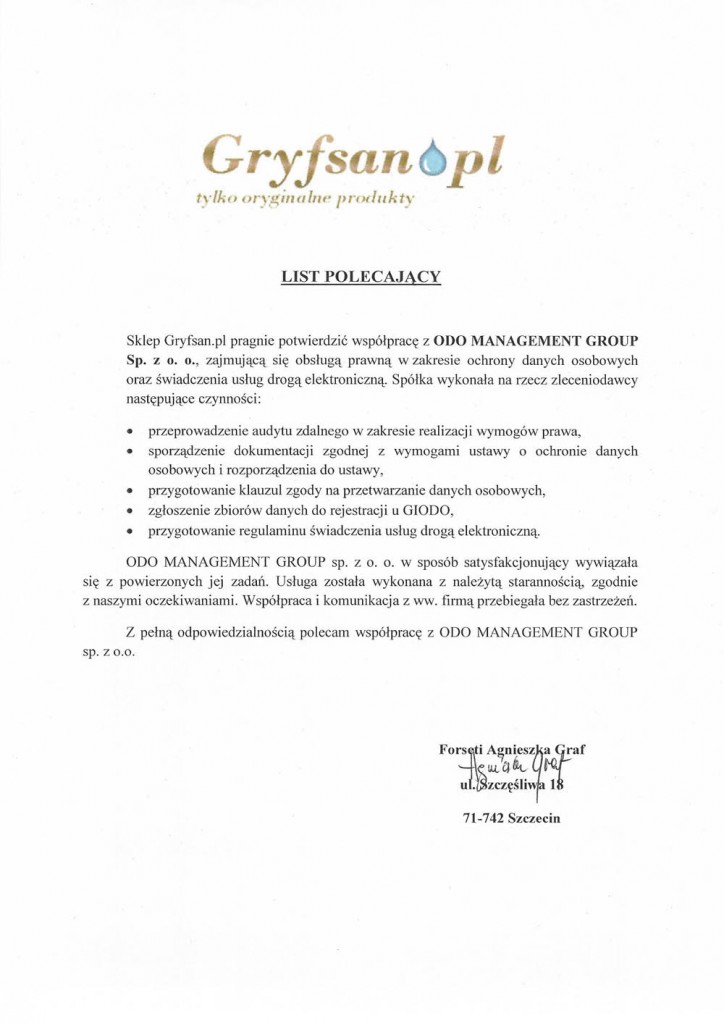 Gryfsan.pl
tylko oryginalne produkty
LIST POLECAJĄCY
Sklep Gryfsan.pl pragnie potwierdzić współpracę z ODO MANAGEMENT GROUP
Sp. z o. o., zajmującą się obsługą prawną w zakresie ochrony danych osobowych
oraz świadczenia usług drogą elektroniczną. Spółka wykonała na rzecz zleceniodawcy
następujące czynności:
• przeprowadzenie audytu zdalnego w zakresie realizacji wymogów prawa,
• sporządzenie dokumentacji zgodnej z wymogami ustawy o ochronie danych
osobowych i rozporządzenia do ustawy,
• przygotowanie klauzul zgody na przetwarzanie danych osobowych,
• zgłoszenie zbiorów danych do rejestracji u GIODO,
• przygotowanie regulaminu świadczenia usług drogą elektroniczną.
ODO MANAGEMENT GROUP sp. z o. o. w sposób satysfakcjonujący wywiązała
się z powierzonych jej zadań. Usługa została wykonana z należytą starannością, zgodnie
z naszymi oczekiwaniami. Współpraca i komunikacja z ww. firmą przebiegała bez zastrzeżeń.
Z pełną odpowiedzialnością polecam współpracę z ODO MANAGEMENT GROUP
sp. z o.o.
Forseti Agnieszka Graf
Agnieszka Graf
ul. Szczęśliwa 18
71-742 Szczecin